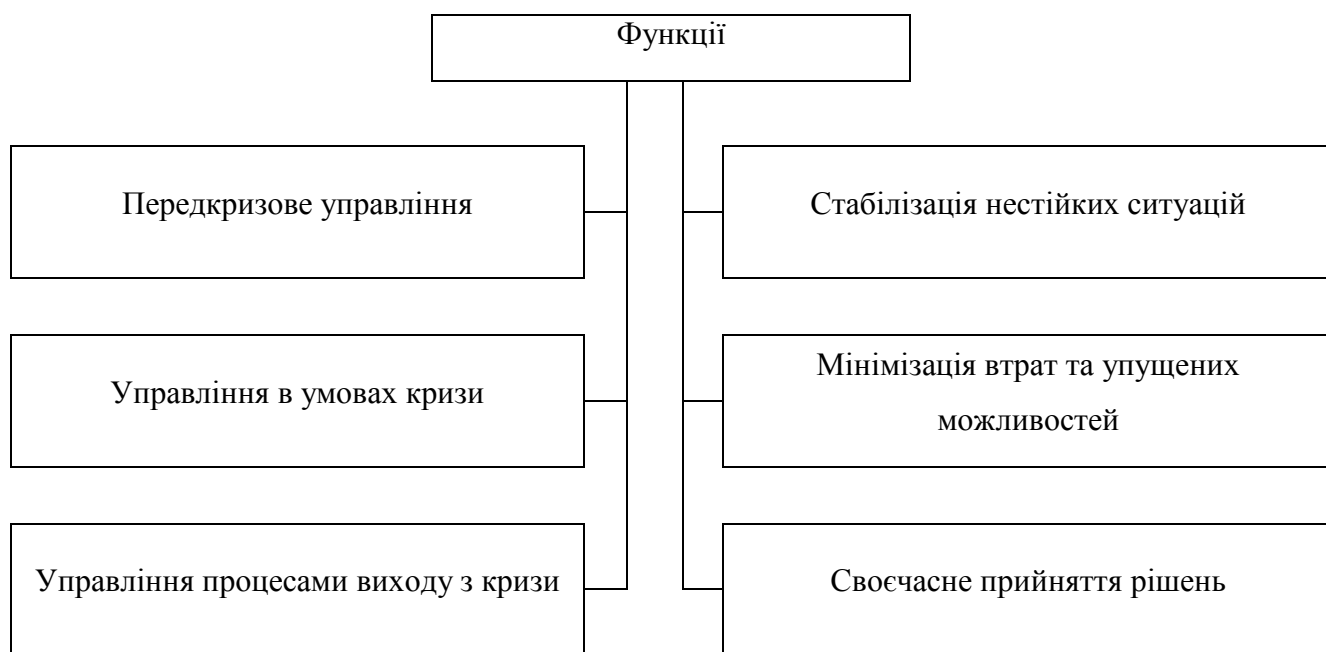 Функції
Передкризове управління
Стабілізація нестійких ситуацій
Управління в умовах кризи
Мінімізація втрат та упущених
можливостей
Управління процесами виходу з кризи
Своєчасне прийняття рішень